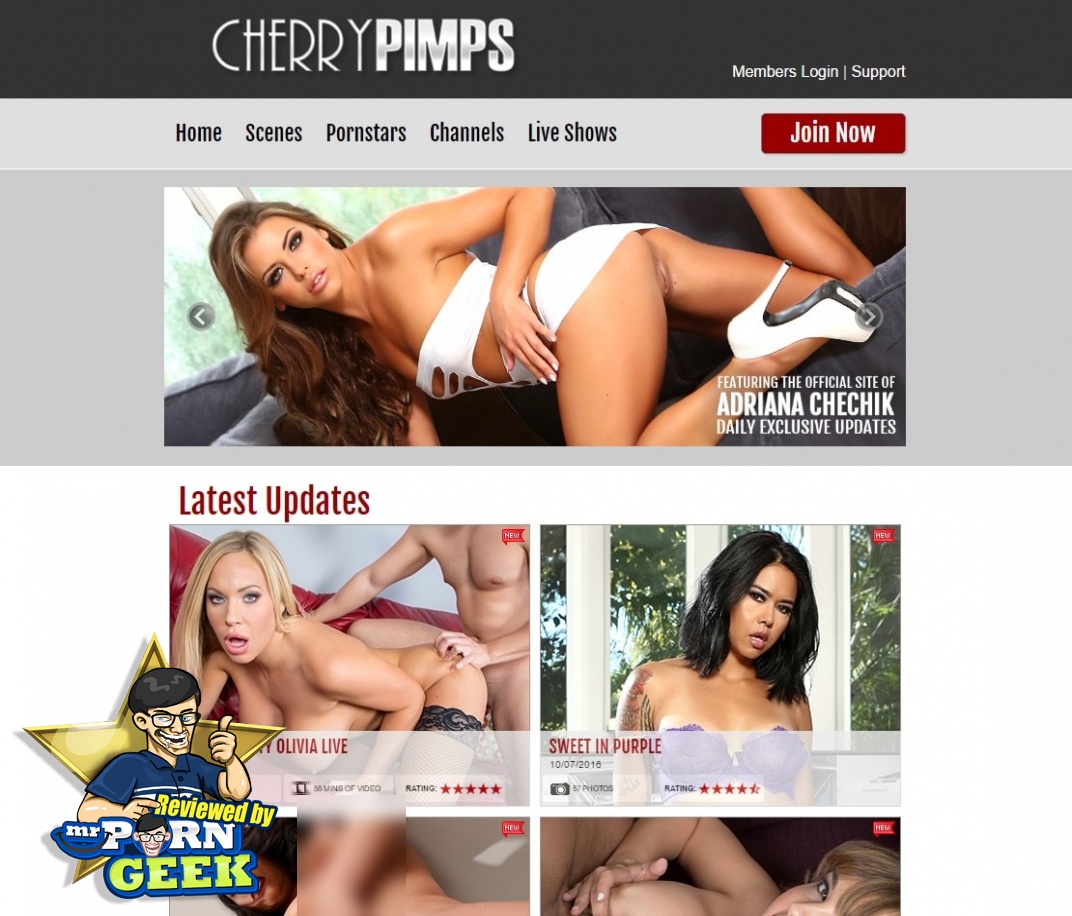 CHERRYPIMPS
Members Login | Support
Home Scenes Pornstars Channels Live Shows
Join Now
FEATURING THE OFFICIAL SITE OF
ADRIANA CHECHIK
DAILY EXCLUSIVE UPDATES
Latest Updates
NEW
NEW
OLIVIA LIVE
SWEET IN PURPLE
10/07/2016
56 MINS OF VIDEO
RATING:
57 PHOTOS
RATING:
Reviewed by
mr PORN
GEEK
NEW
NEW